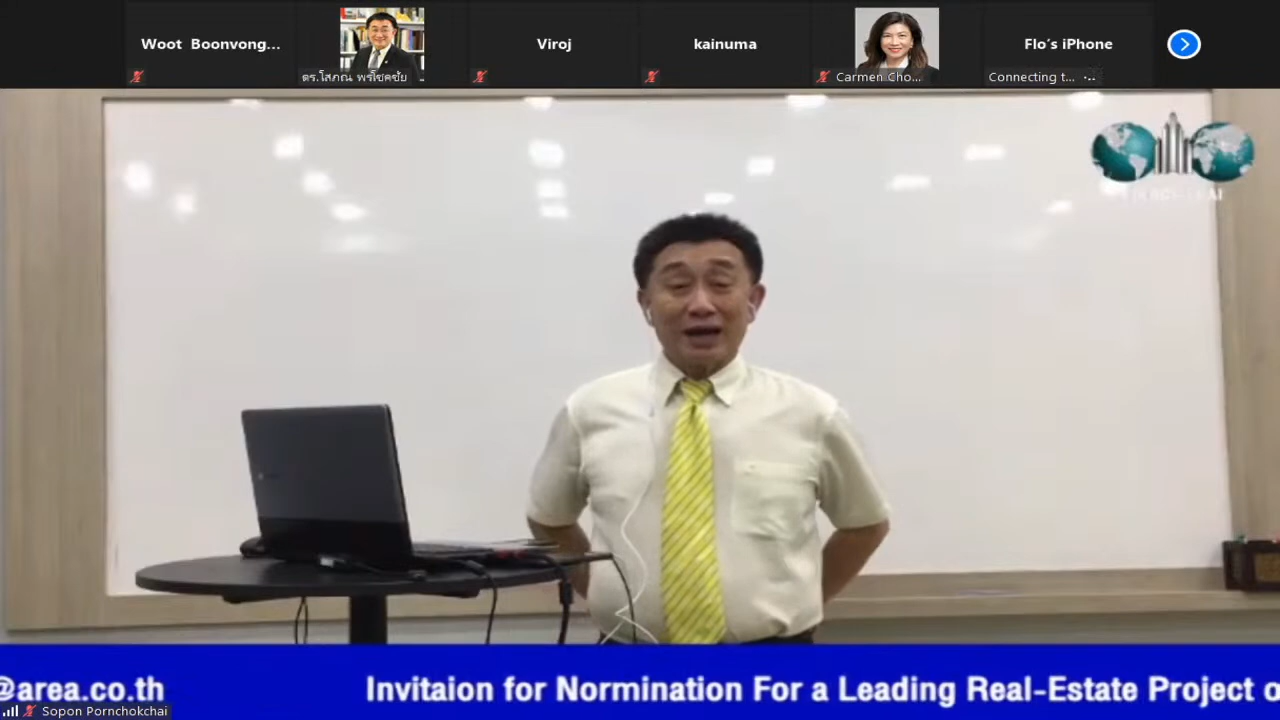 Woot Boonvong...
ดร.โสภณ พรโชคชัย
Viroj
kainuma
Carmen Cho...
Flo's iPhone
Connecting t...
@area.co.th
Invitaion for Normination For a Leading Real-Estate Project o
Sopon Pornchokchai